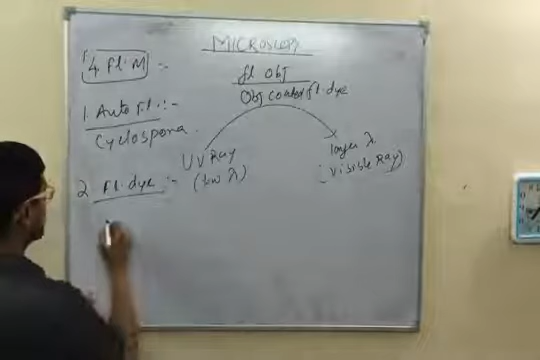 MICROSCOPY
4. Fl. M :-
fl Obj
Obj coated fl. dye
1. Auto Fl. :-
Cyclospora.
UV Ray
(low λ)
longer λ
(visible Ray)
2. Fl. dye :-